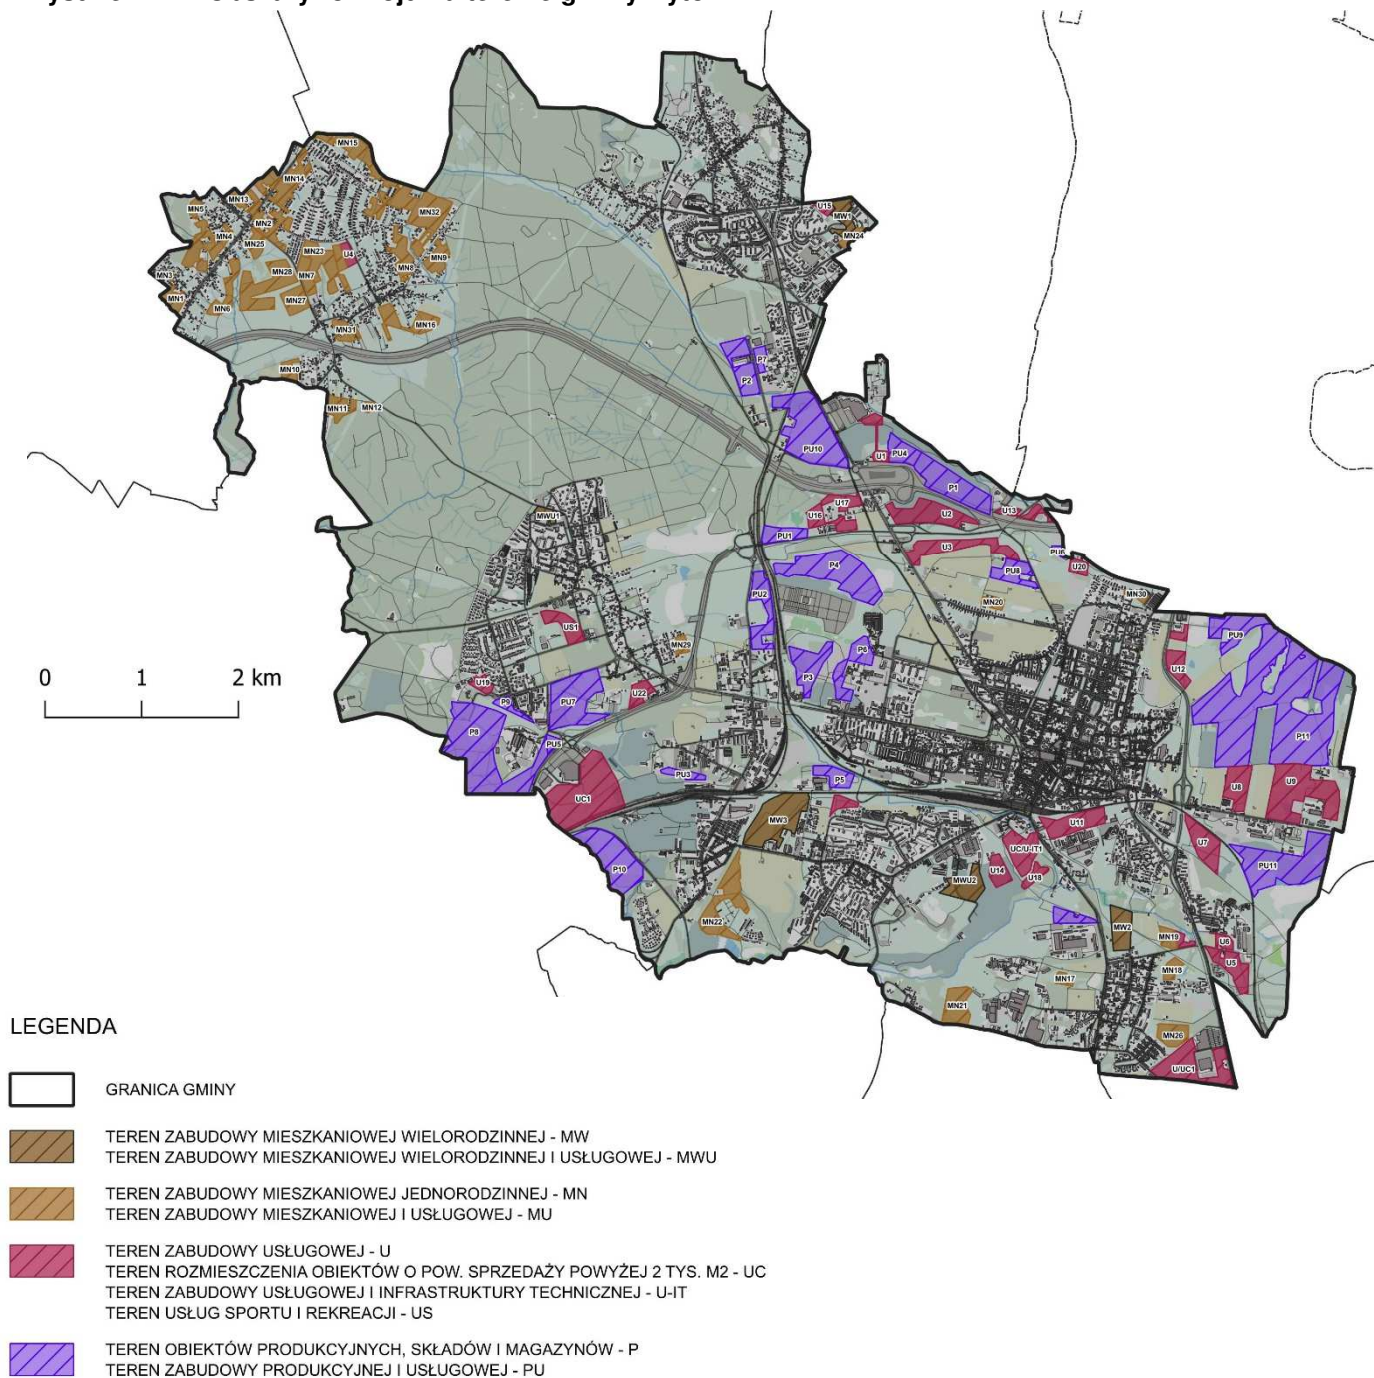 MN15
MN14
MN13
MN5
MN2
MN32
MN4
MN25
MN23
U4
MN9
MN28
MN8
MN3
MN7
MN1
MN27
MN6
MN31
MN16
MN10
MN11
MN12
U15
MW1
MN24
P7
P2
PU10
U1
PU4
P1
U17
U16
U2
U13
MWU1
PU1
U3
PU6
P4
PU8
U20
PU2
MN20
MN30
US1
PU9
MN29
P6
U12
0 1 2 km
P3
U19
U22
P9
PU7
P8
P11
PU5
PU3
P5
U8
U9
UC1
MW3
U11
U7
UC/U-IT1
P10
U14
U18
PU11
MWU2
MN22
MW2
MN19
U6
U5
MN17
MN18
MN21
MN26
U/UC1
LEGENDA
GRANICA GMINY
TEREN ZABUDOWY MIESZKANIOWEJ WIELORODZINNEJ - MW
TEREN ZABUDOWY MIESZKANIOWEJ WIELORODZINNEJ I USŁUGOWEJ - MWU
TEREN ZABUDOWY MIESZKANIOWEJ JEDNORODZINNEJ - MN
TEREN ZABUDOWY MIESZKANIOWEJ I USŁUGOWEJ - MU
TEREN ZABUDOWY USŁUGOWEJ - U
TEREN ROZMIESZCZENIA OBIEKTÓW O POW. SPRZEDAŻY POWYŻEJ 2 TYS. M2 - UC
TEREN ZABUDOWY USŁUGOWEJ I INFRASTRUKTURY TECHNICZNEJ - U-IT
TEREN USŁUG SPORTU I REKREACJI - US
TEREN OBIEKTÓW PRODUKCYJNYCH, SKŁADÓW I MAGAZYNÓW - P
TEREN ZABUDOWY PRODUKCYJNEJ I USŁUGOWEJ - PU